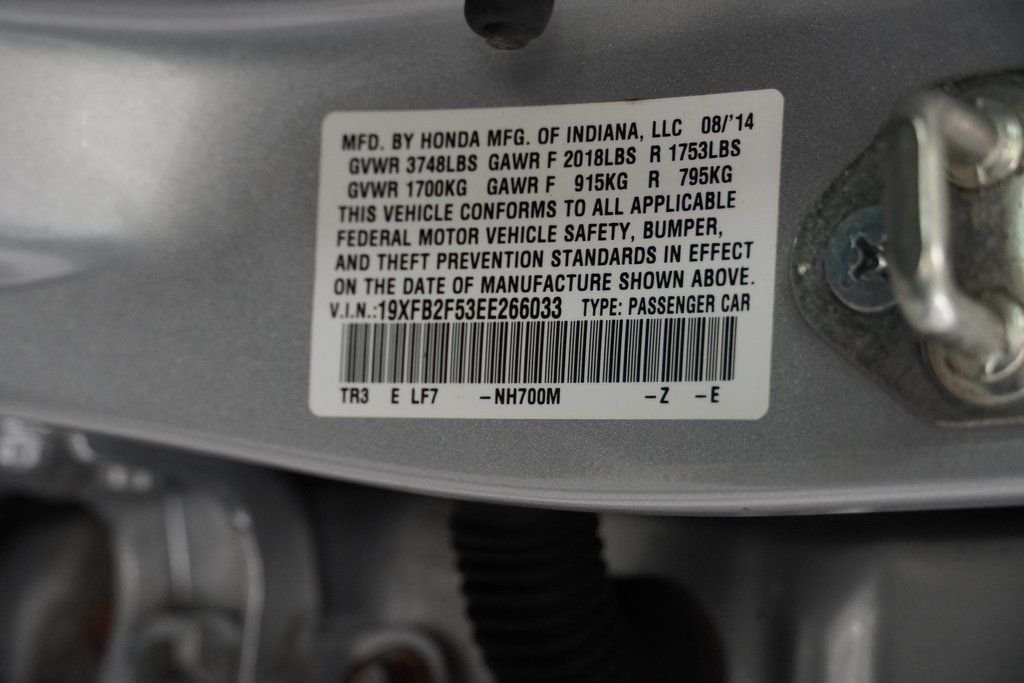 MFD. BY HONDA MFG. OF INDIANA, LLC 08/'14
GVWR 3748LBS GAWR F 2018LBS R 1753LBS
GVWR 1700KG GAWR F 915KG R 795KG
THIS VEHICLE CONFORMS TO ALL APPLICABLE
FEDERAL MOTOR VEHICLE SAFETY, BUMPER,
AND THEFT PREVENTION STANDARDS IN EFFECT
ON THE DATE OF MANUFACTURE SHOWN ABOVE.
V.I.N.:19XFB2F53EE266033 TYPE: PASSENGER CAR
TR3 E LF7 -NH700M -Z -E